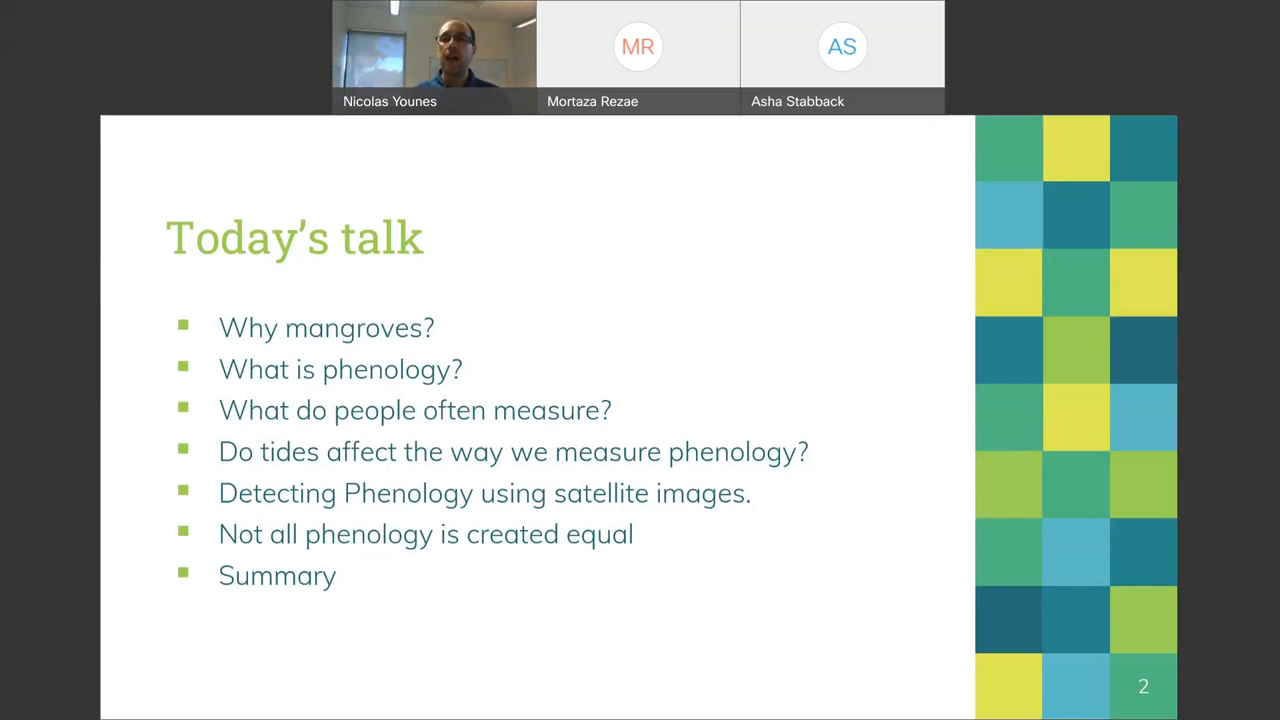 MR
AS
Nicolas Younes
Mortaza Rezae
Asha Stabback
Today's talk
Why mangroves?
What is phenology?
What do people often measure?
Do tides affect the way we measure phenology?
Detecting Phenology using satellite images.
Not all phenology is created equal
Summary
2